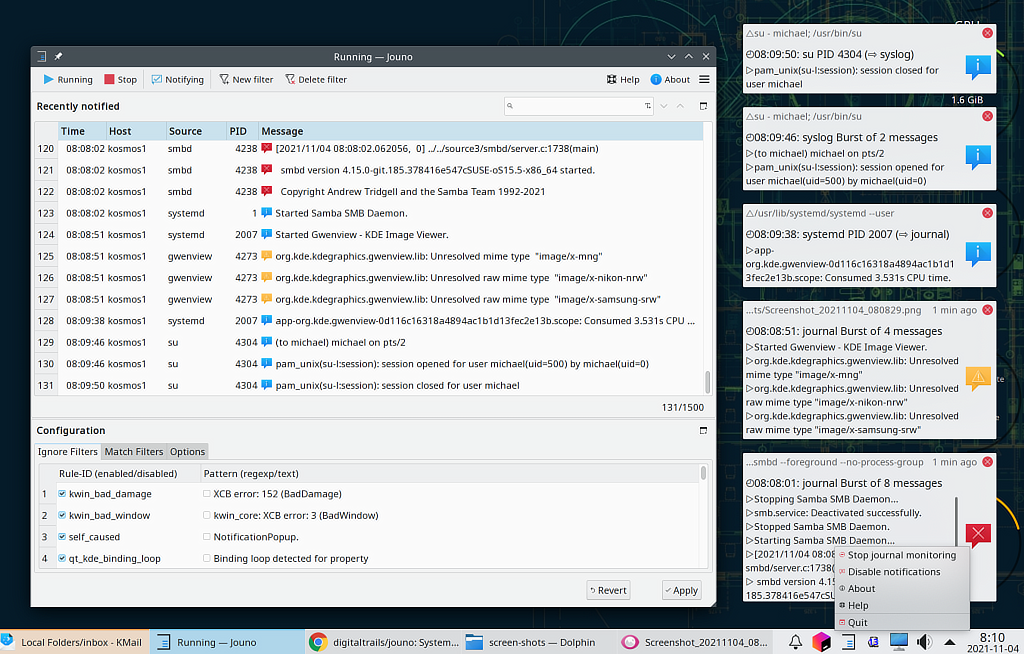 Running — Jouno
Running Stop Notifying New filter Delete filter Help About
Recently notified
Time Host Source PID Message
120 08:08:02 kosmos1 smbd 4238 [2021/11/04 08:08:02.062056, 0] ../../source3/smbd/server.c:1738(main)
121 08:08:02 kosmos1 smbd 4238 smbd version 4.15.0-git.185.378416e547cSUSE-oS15.5-x86_64 started.
122 08:08:02 kosmos1 smbd 4238 Copyright Andrew Tridgell and the Samba Team 1992-2021
123 08:08:02 kosmos1 systemd 1 Started Samba SMB Daemon.
124 08:08:51 kosmos1 systemd 2007 Started Gwenview - KDE Image Viewer.
125 08:08:51 kosmos1 gwenview 4273 org.kde.kdegraphics.gwenview.lib: Unresolved mime type "image/x-mng"
126 08:08:51 kosmos1 gwenview 4273 org.kde.kdegraphics.gwenview.lib: Unresolved raw mime type "image/x-nikon-nrw"
127 08:08:51 kosmos1 gwenview 4273 org.kde.kdegraphics.gwenview.lib: Unresolved raw mime type "image/x-samsung-srw"
128 08:09:38 kosmos1 systemd 2007 app-org.kde.gwenview-0d116c16318a4894ac1b1d13fec2e13b.scope: Consumed 3.531s CPU ...
129 08:09:46 kosmos1 su 4304 (to michael) michael on pts/2
130 08:09:46 kosmos1 su 4304 pam_unix(su-l:session): session opened for user michael(uid=500) by michael(uid=0)
131 08:09:50 kosmos1 su 4304 pam_unix(su-l:session): session closed for user michael
131/1500
Configuration
Ignore Filters Match Filters Options
Rule-ID (enabled/disabled) Pattern (regexp/text)
1 kwin_bad_damage XCB error: 152 (BadDamage)
2 kwin_bad_window kwin_core: XCB error: 3 (BadWindow)
3 self_caused NotificationPopup.
4 qt_kde_binding_loop Binding loop detected for property
Revert Apply
△su - michael; /usr/bin/su
08:09:50: su PID 4304 (⇨ syslog)
▷pam_unix(su-l:session): session closed for
user michael
1.6 GiB
△su - michael; /usr/bin/su
08:09:46: syslog Burst of 2 messages
▷(to michael) michael on pts/2
▷pam_unix(su-l:session): session opened for
user michael(uid=500) by michael(uid=0)
△/usr/lib/systemd/systemd --user
08:09:38: systemd PID 2007 (⇨ journal)
▷app-
org.kde.gwenview-0d116c16318a4894ac1b1d1
3fec2e13b.scope: Consumed 3.531s CPU time.
...ts/Screenshot_20211104_080829.png 1 min ago
08:08:51: journal Burst of 4 messages
▷Started Gwenview - KDE Image Viewer.
▷org.kde.kdegraphics.gwenview.lib: Unresolved
mime type "image/x-mng"
▷org.kde.kdegraphics.gwenview.lib: Unresolved
raw mime type "image/x-nikon-nrw"
▷org.kde.kdegraphics.gwenview.lib: Unresolved
raw mime type "image/x-samsung-srw"
...smbd --foreground --no-process-group 1 min ago
08:08:01: journal Burst of 8 messages
▷Stopping Samba SMB Daemon...
▷smb.service: Deactivated successfully.
▷Stopped Samba SMB Daemon.
▷Starting Samba SMB Daemon...
▷[2021/11/04 08:08
smbd/server.c:1738(
▷ smbd version 4.15
185.378416e547cSU
Stop journal monitoring
Disable notifications
About
Help
Quit
Local Folders/inbox - KMail Running — Jouno digitaltrails/jouno: System... screen-shots — Dolphin Screenshot_20211104_08... 8:10
2021-11-04